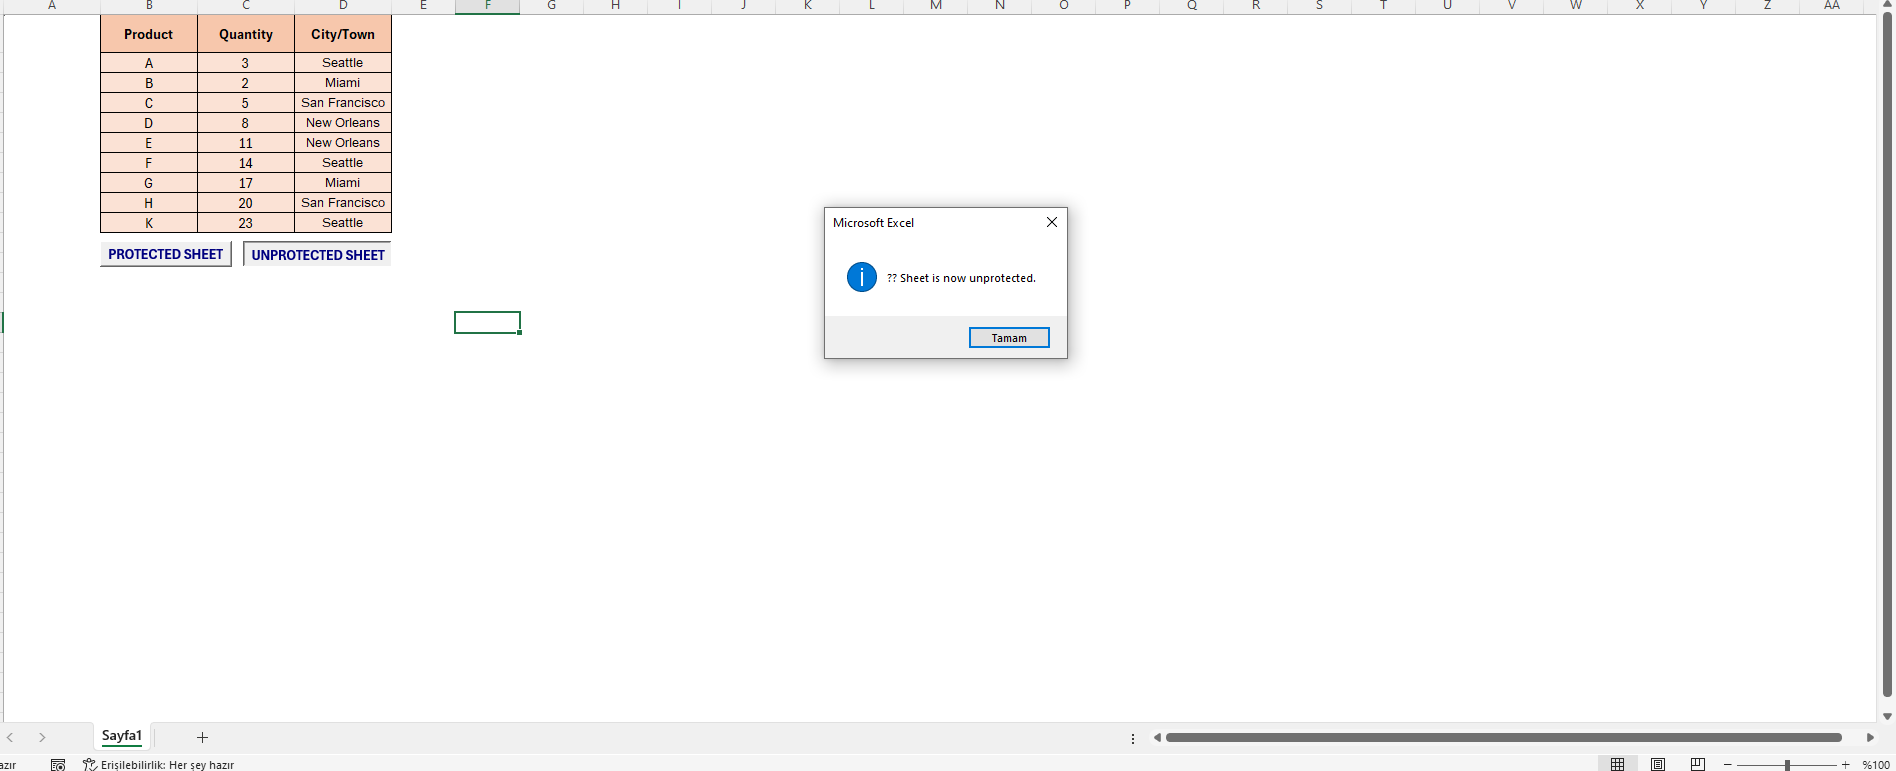 A B C D E F G H I J K L M N O P Q R S T U V W X Y Z AA
Product Quantity City/Town
A 3 Seattle
B 2 Miami
C 5 San Francisco
D 8 New Orleans
E 11 New Orleans
F 14 Seattle
G 17 Miami
H 20 San Francisco
K 23 Seattle
PROTECTED SHEET UNPROTECTED SHEET
Microsoft Excel
?? Sheet is now unprotected.
Tamam
Sayfa1
azır Erişilebilirlik: Her şey hazır %100